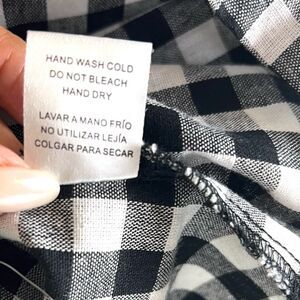 HAND WASH COLD
DO NOT BLEACH
HAND DRY
LAVAR A MANO FRÍO
NO UTILIZAR LEJÍA
COLGAR PARA SECAR